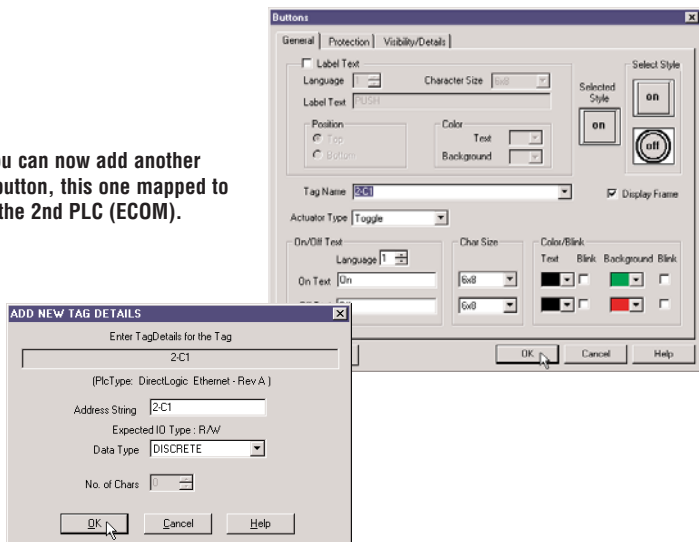 Buttons
General Protection Visibility/Details
Label Text
Language 1 Character Size 6x8
Label Text PUSH
Position
Top
Bottom
Color
Text
Background
Selected Style
on
Select Style
on
off
can now add another
button, this one mapped to
the 2nd PLC (ECOM).
Tag Name 2-C1
Display Frame
Actuator Type Toggle
On/Off Text
Language 1
On Text On
Char Size
6x8
6x8
Color/Blink
Text Blink Background Blink
OK Cancel Help
ADD NEW TAG DETAILS
Enter TagDetails for the Tag
2-C1
(PlcType: DirectLogic Ethernet - Rev A )
Address String 2-C1
Expected IO Type : R/W
Data Type DISCRETE
No. of Chars 0
OK Cancel Help